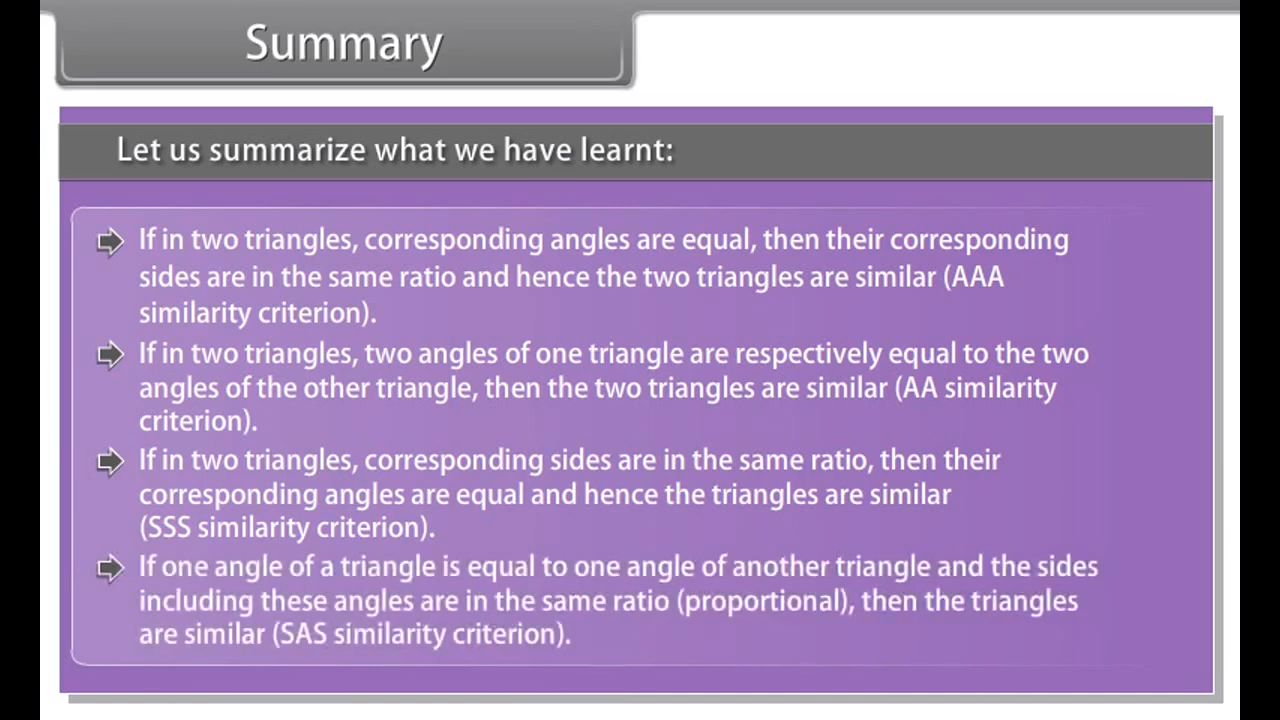 Summary
Let us summarize what we have learnt:
If in two triangles, corresponding angles are equal, then their corresponding
sides are in the same ratio and hence the two triangles are similar (AAA
similarity criterion).
If in two triangles, two angles of one triangle are respectively equal to the two
angles of the other triangle, then the two triangles are similar (AA similarity
criterion).
If in two triangles, corresponding sides are in the same ratio, then their
corresponding angles are equal and hence the triangles are similar
(SSS similarity criterion).
If one angle of a triangle is equal to one angle of another triangle and the sides
including these angles are in the same ratio (proportional), then the triangles
are similar (SAS similarity criterion).